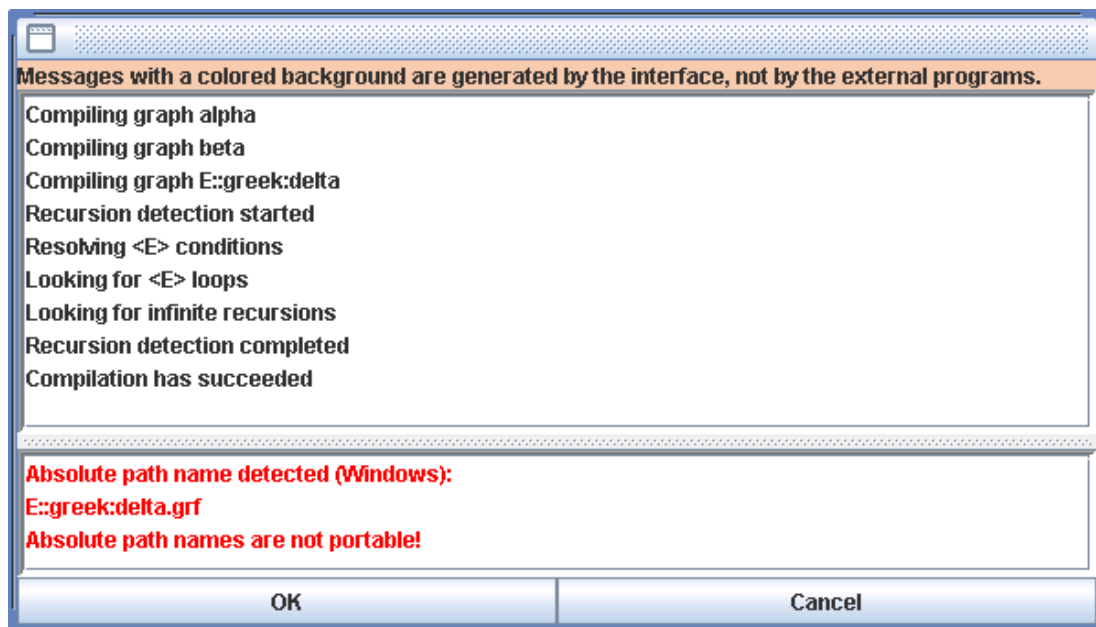 Messages with a colored background are generated by the interface, not by the external programs.
Compiling graph alpha
Compiling graph beta
Compiling graph E::greek:delta
Recursion detection started
Resolving <E> conditions
Looking for <E> loops
Looking for infinite recursions
Recursion detection completed
Compilation has succeeded
Absolute path name detected (Windows):
E::greek:delta.grf
Absolute path names are not portable!
OK Cancel